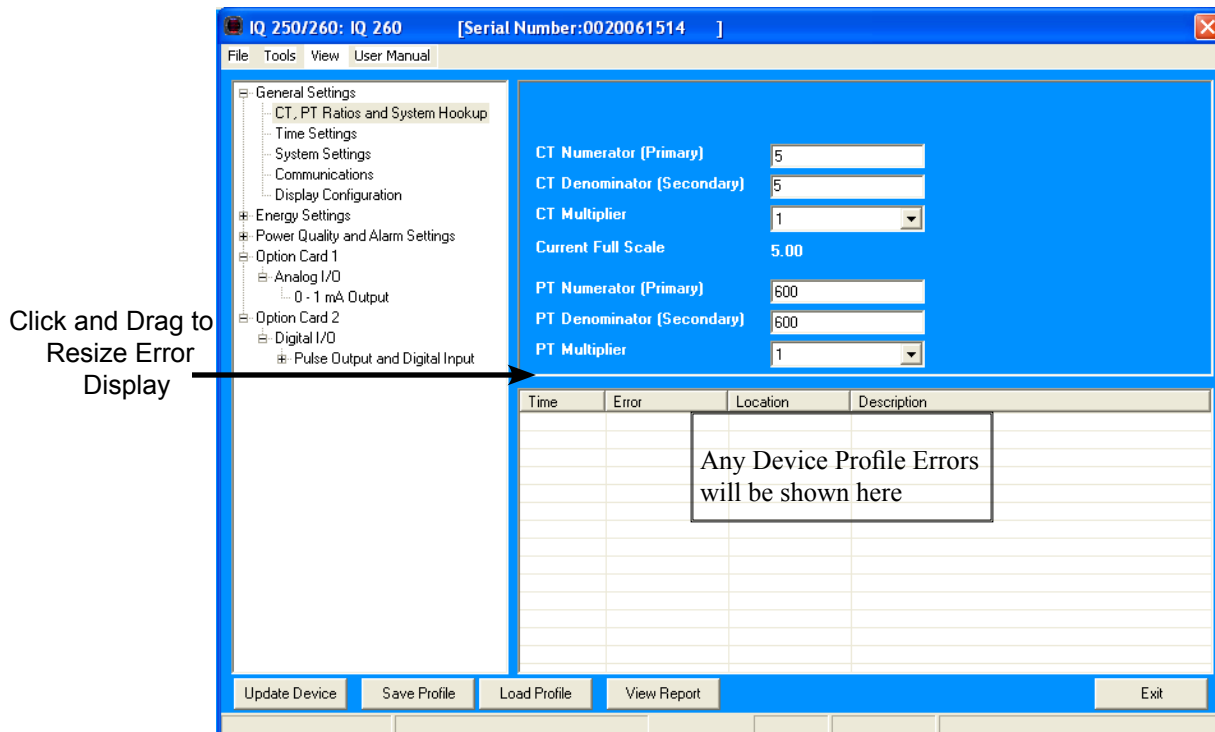 IQ 250/260: IQ 260 [Serial Number:0020061514 ]
File Tools View User Manual
General Settings
CT, PT Ratios and System Hookup
Time Settings
System Settings
Communications
Display Configuration
Energy Settings
Power Quality and Alarm Settings
Option Card 1
Analog I/O
0 - 1 mA Output
Option Card 2
Digital I/O
Pulse Output and Digital Input
Click and Drag to
Resize Error
Display
CT Numerator (Primary) 5
CT Denominator (Secondary) 5
CT Multiplier 1
Current Full Scale 5.00
PT Numerator (Primary) 600
PT Denominator (Secondary) 600
PT Multiplier 1
Time Error Location Description
Any Device Profile Errors
will be shown here
Update Device Save Profile Load Profile View Report Exit